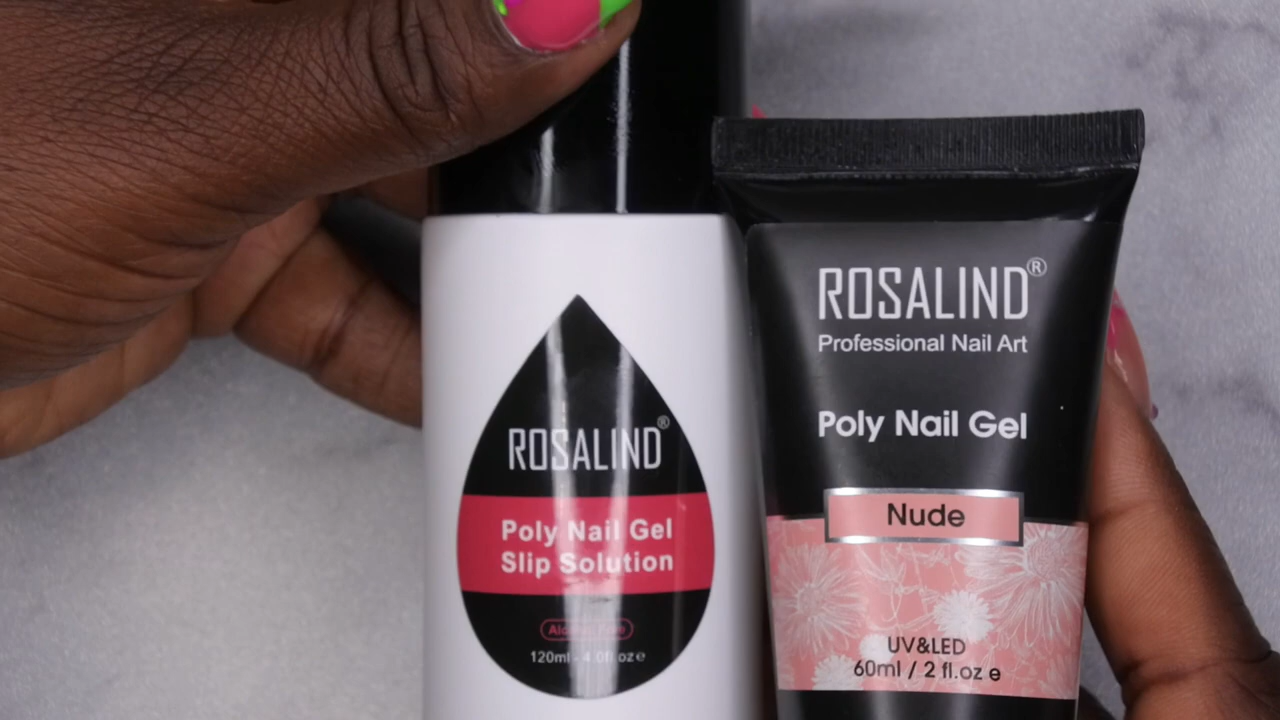 ROSALIND®
Poly Nail Gel
Slip Solution
120ml - 4.0fl oz e
ROSALIND®
Professional Nail Art
Poly Nail Gel
Nude
UV&LED
60ml / 2 fl.oz e